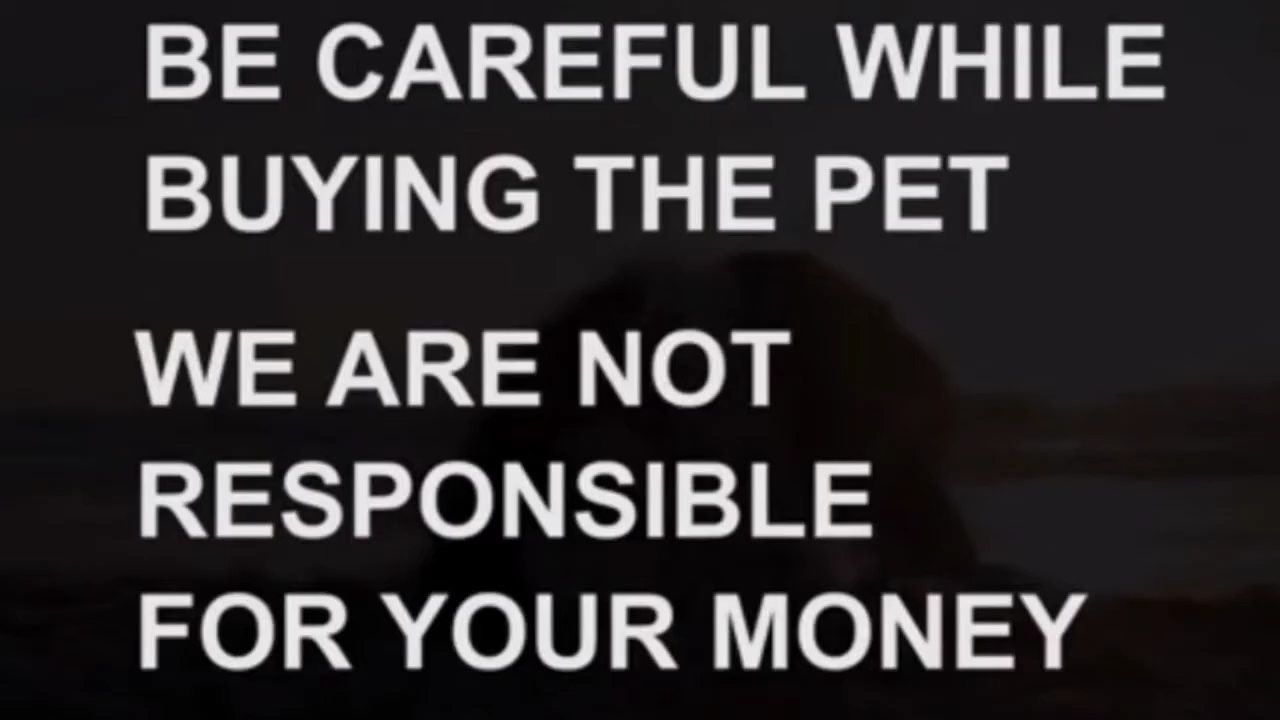 BE CAREFUL WHILE
BUYING THE PET
WE ARE NOT
RESPONSIBLE
FOR YOUR MONEY